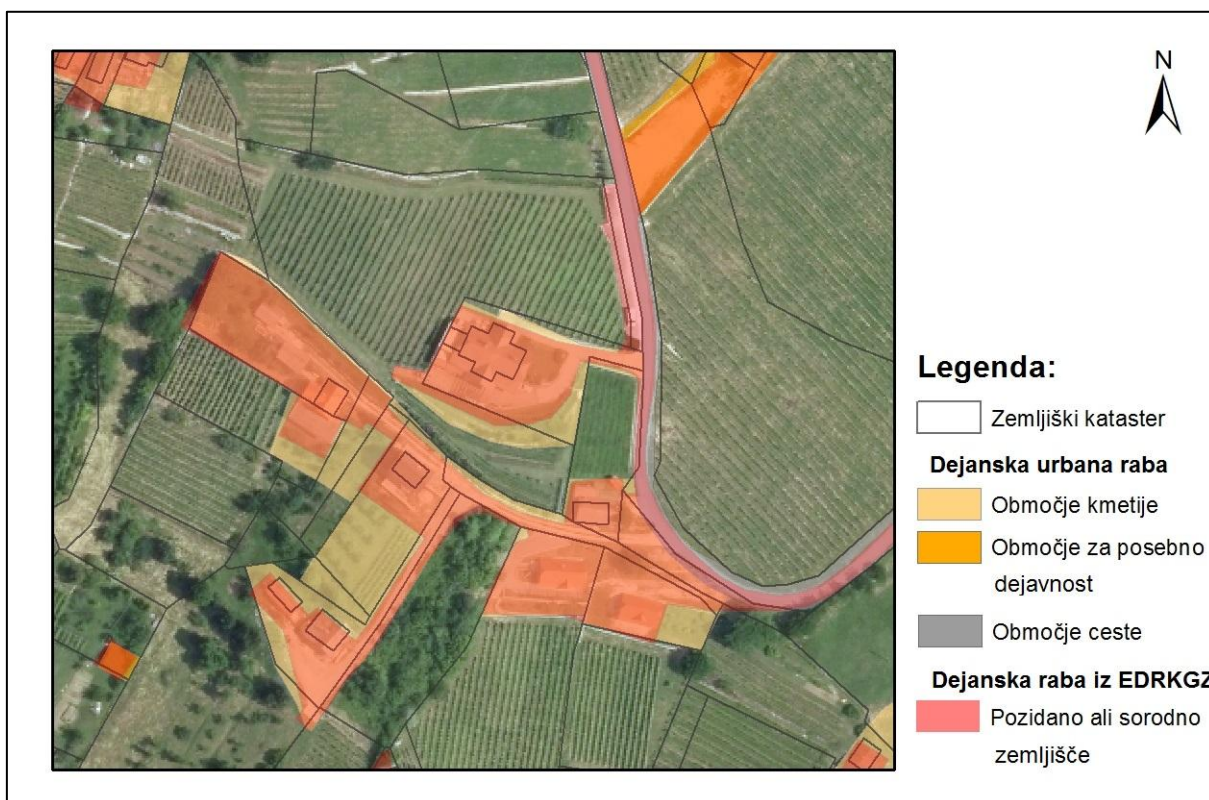 N
Legenda:
Zemljiški kataster
Dejanska urbana raba
Območje kmetije
Območje za posebno
dejavnost
Območje ceste
Dejanska raba iz EDRKGZ
Pozidano ali sorodno
zemljišče